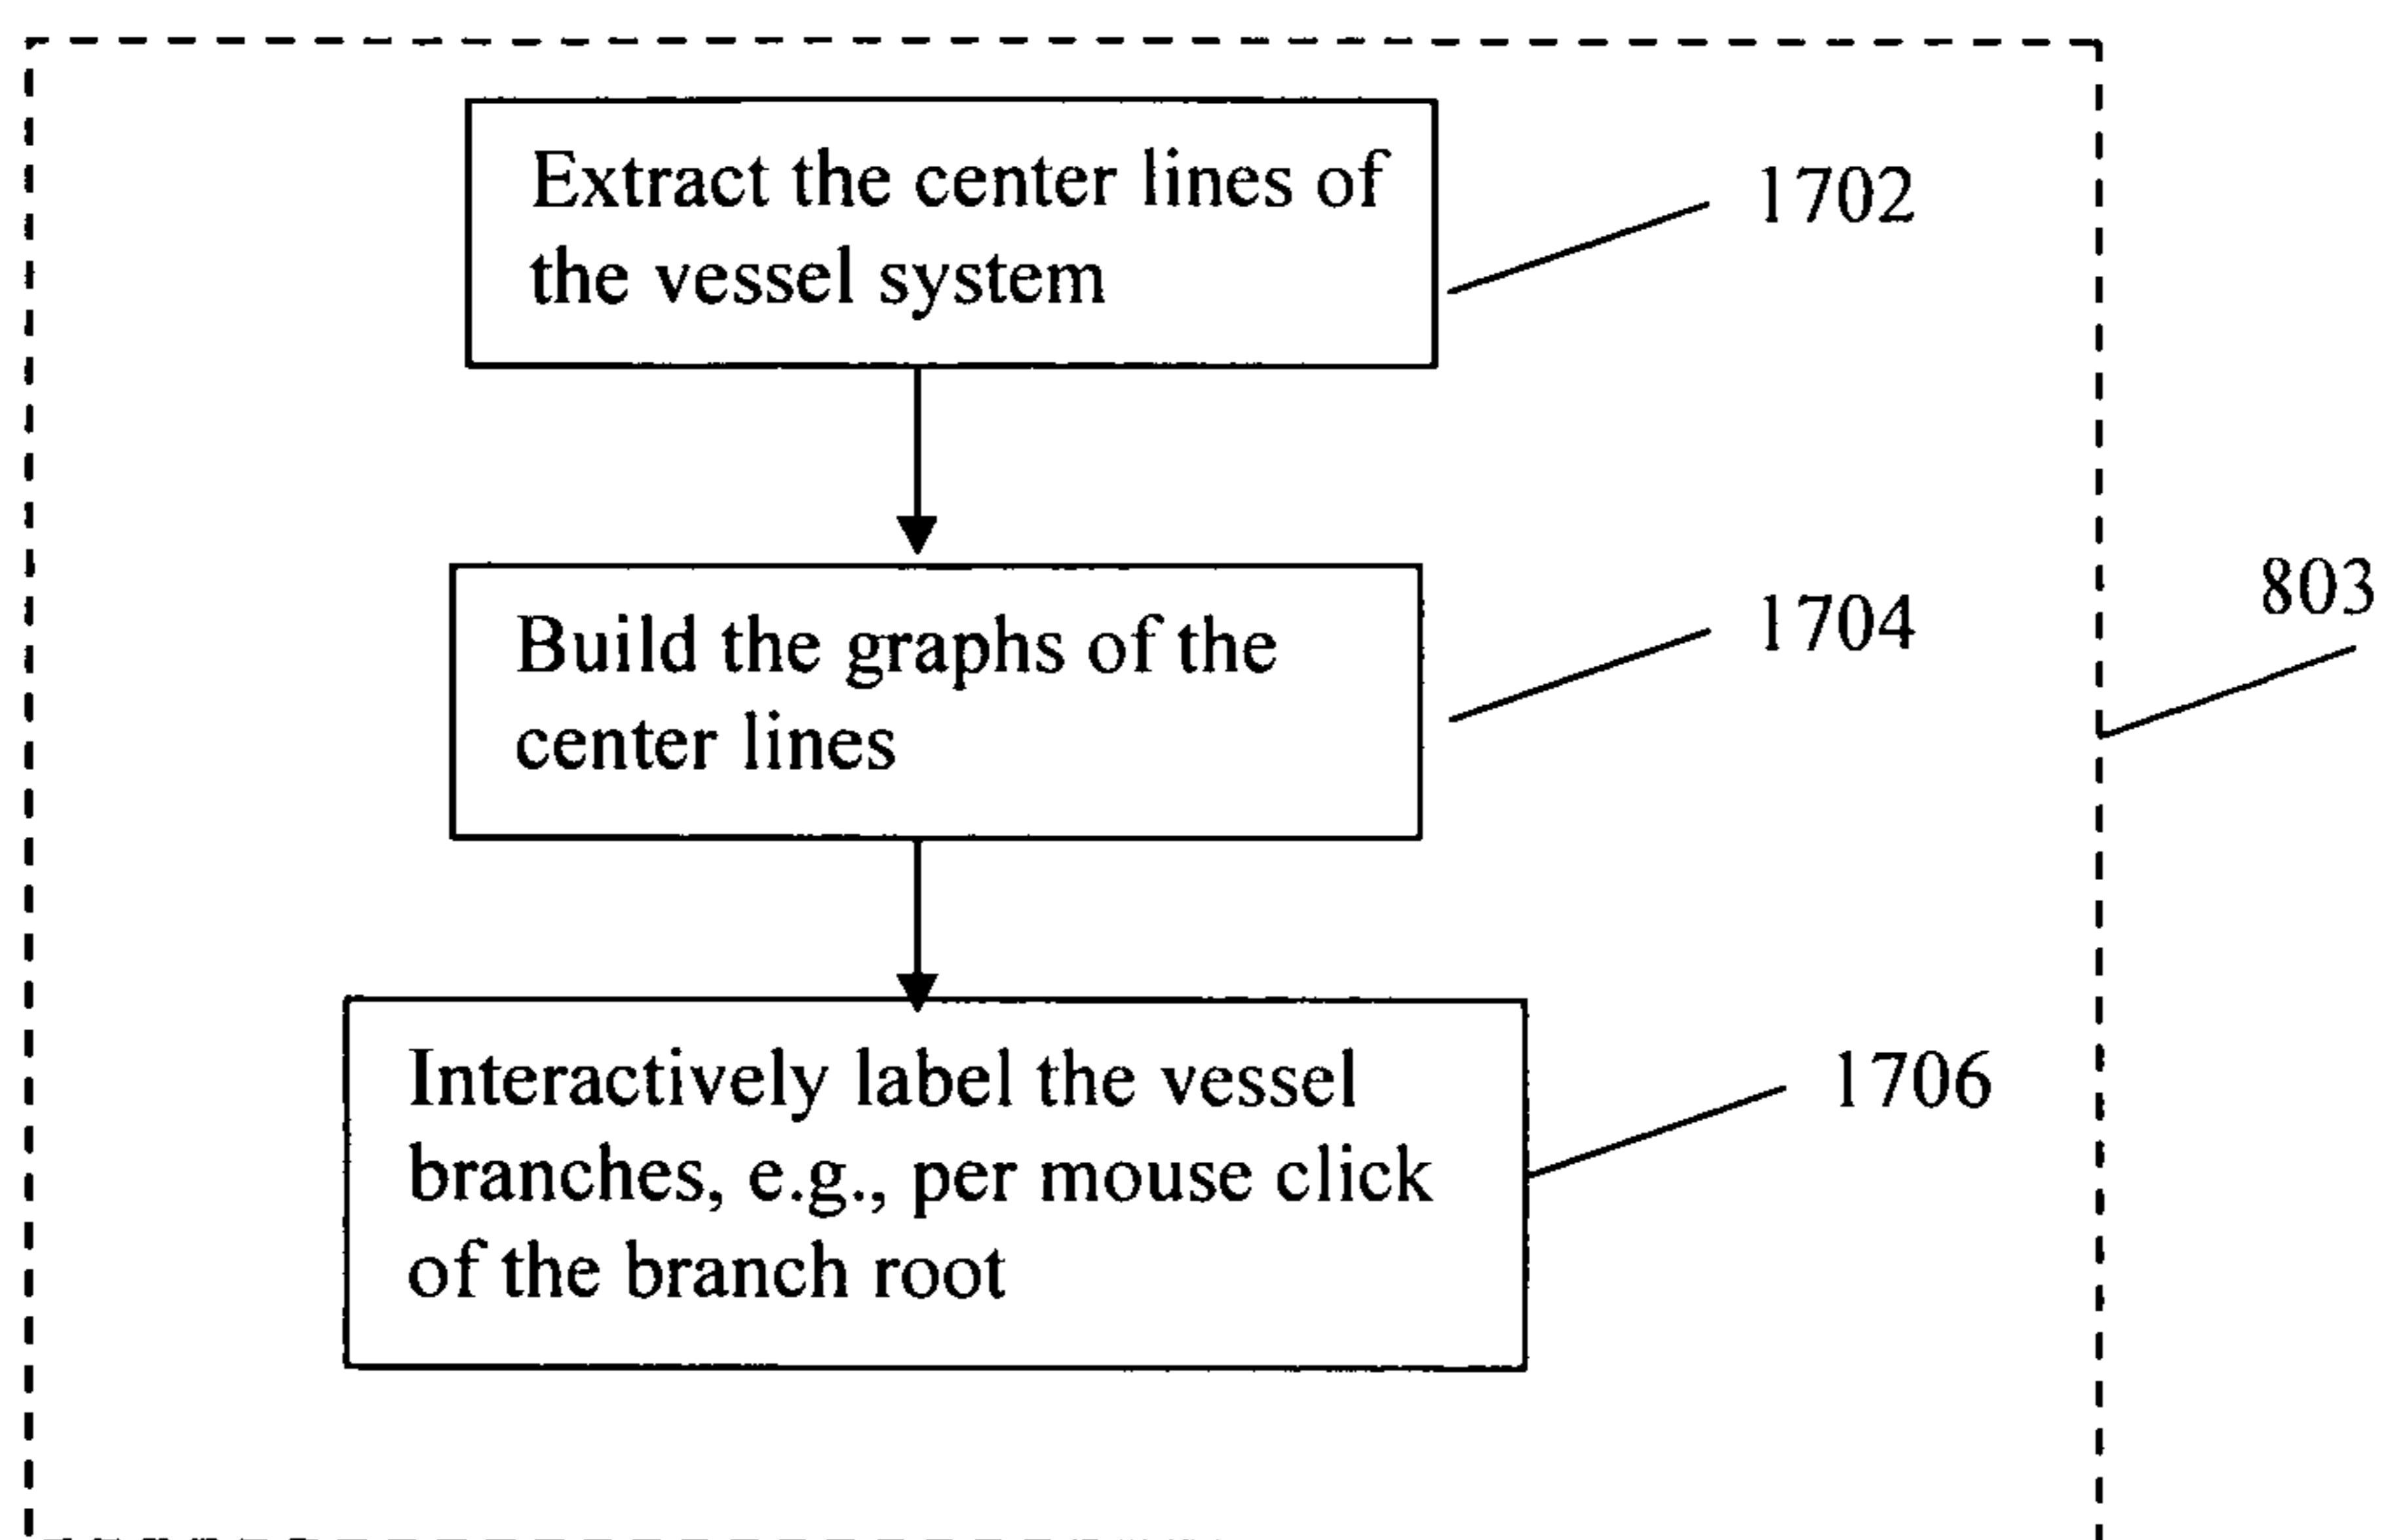 Extract the center lines of
the vessel system
1702
Build the graphs of the
center lines
1704
803
Interactively label the vessel
branches, e.g., per mouse click
of the branch root
1706